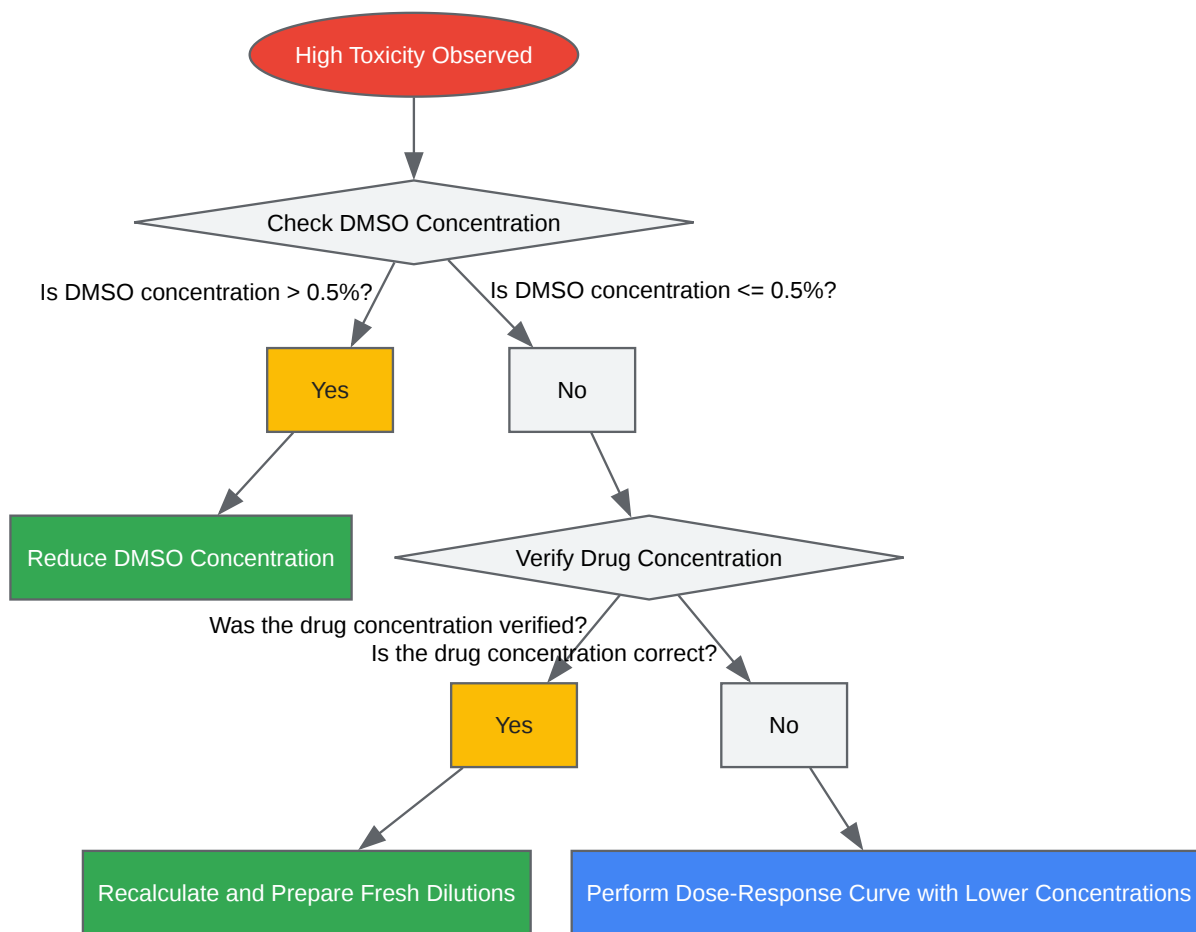 High Toxicity Observed
Check DMSO Concentration
Is DMSO concentration > 0.5%?
Is DMSO concentration <= 0.5%?
Yes
No
Reduce DMSO Concentration
Verify Drug Concentration
Was the drug concentration verified?
Is the drug concentration correct?
Yes
No
Recalculate and Prepare Fresh Dilutions
Perform Dose-Response Curve with Lower Concentrations